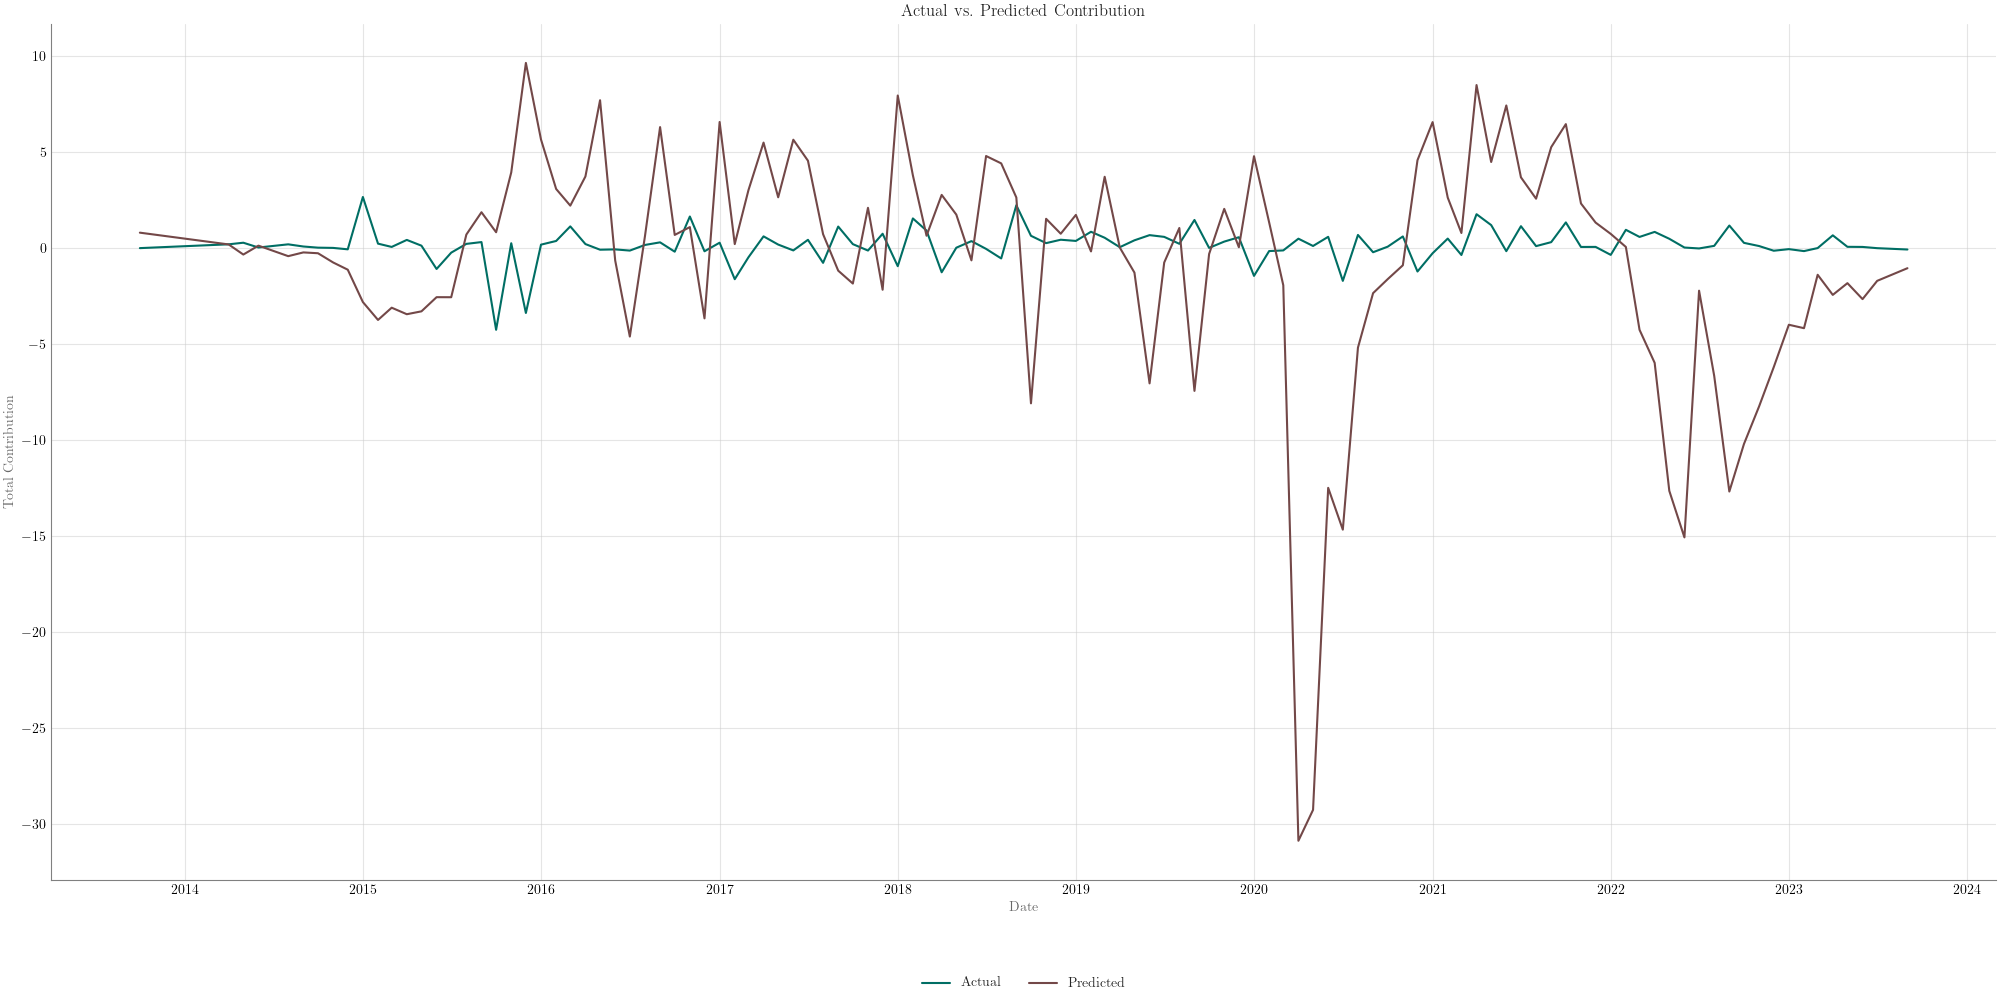 Actual vs. Predicted Contribution
10
5
0
−5
−10
−15
−20
−25
−30
Total Contribution
2014 2015 2016 2017 2018 2019 2020 2021 2022 2023 2024
Date
Actual Predicted